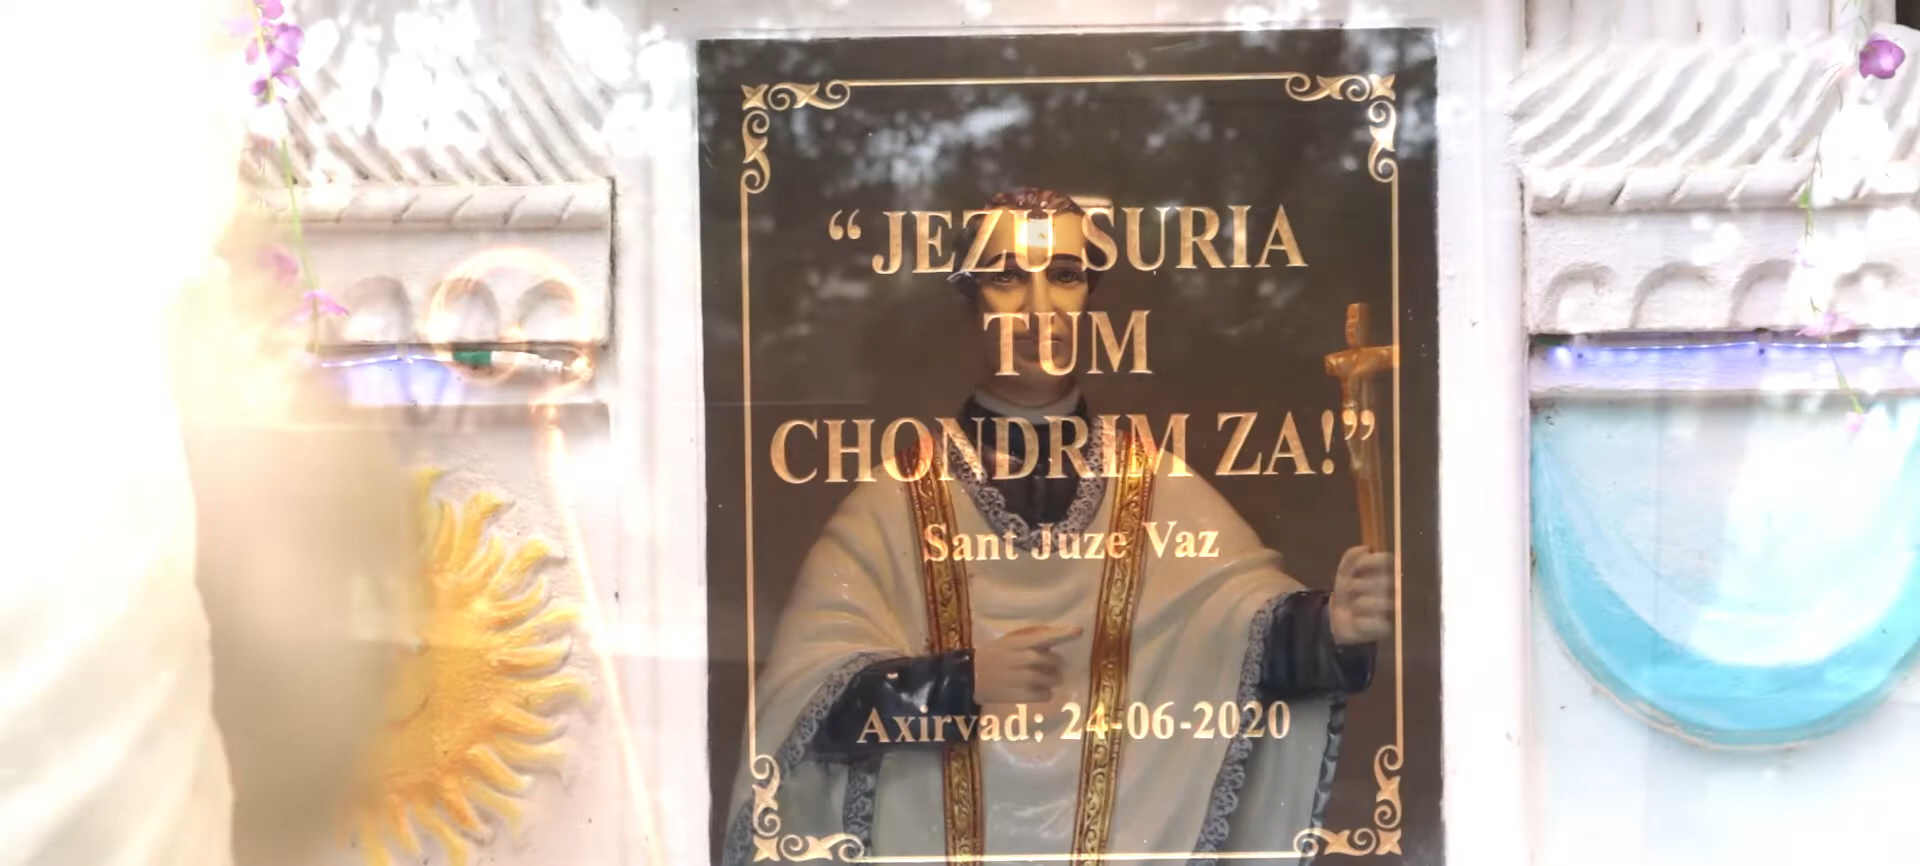 “JEZU SURIA
TUM
CHONDRIM ZA!”
Sant Juze Vaz
Axirvad: 24-06-2020